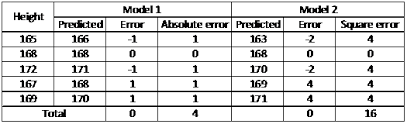 Height Model 1 Model 2
Predicted Error Absolute error Predicted Error Square error
165 166 -1 1 163 -2 4
168 168 0 0 168 0 0
172 171 -1 1 170 -2 4
167 168 1 1 169 4 4
169 170 1 1 171 4 4
Total 0 4 0 16